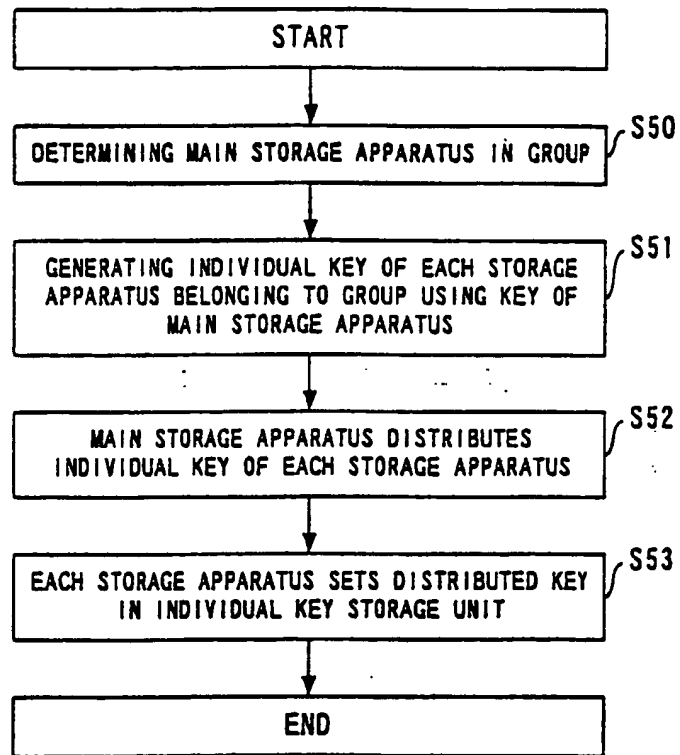 START
S50
DETERMINING MAIN STORAGE APPARATUS IN GROUP
S51
GENERATING INDIVIDUAL KEY OF EACH STORAGE
APPARATUS BELONGING TO GROUP USING KEY OF
MAIN STORAGE APPARATUS
S52
MAIN STORAGE APPARATUS DISTRIBUTES
INDIVIDUAL KEY OF EACH STORAGE APPARATUS
S53
EACH STORAGE APPARATUS SETS DISTRIBUTED KEY
IN INDIVIDUAL KEY STORAGE UNIT
END